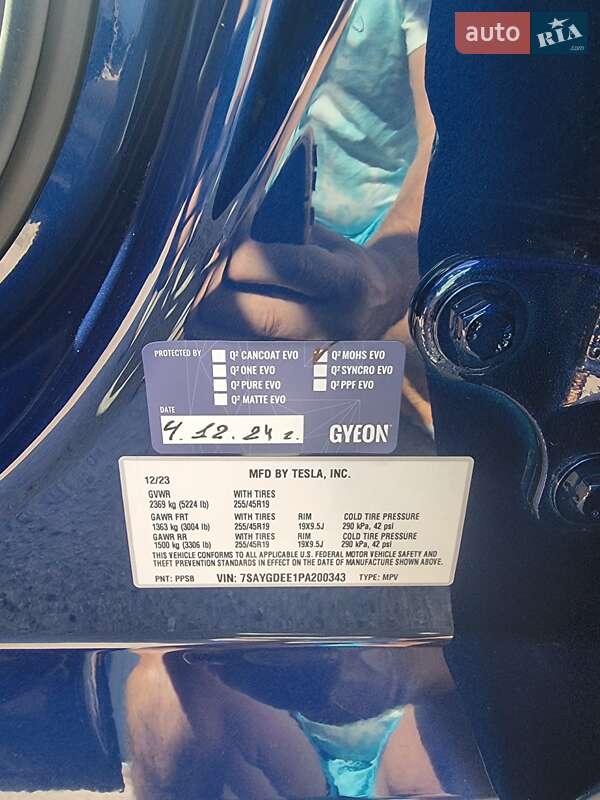 auto RIA
.com
PROTECTED BY
Q² CANCOAT EVO
Q² MOHS EVO
Q² ONE EVO
Q² SYNCRO EVO
Q² PURE EVO
Q² PPF EVO
Q² MATTE EVO
DATE
4.12.24 г.
GYEON
12/23 MFD BY TESLA, INC.
GVWR WITH TIRES
2369 kg (5224 lb) 255/45R19
GAWR FRT WITH TIRES RIM COLD TIRE PRESSURE
1363 kg (3004 lb) 255/45R19 19X9.5J 290 kPa, 42 psi
GAWR RR WITH TIRES RIM COLD TIRE PRESSURE
1500 kg (3306 lb) 255/45R19 19X9.5J 290 kPa, 42 psi
THIS VEHICLE CONFORMS TO ALL APPLICABLE U.S. FEDERAL MOTOR VEHICLE SAFETY AND
THEFT PREVENTION STANDARDS IN EFFECT ON THE DATE OF MANUFACTURE SHOWN ABOVE.
PNT: PPSB VIN: 7SAYGDEE1PA200343 TYPE: MPV